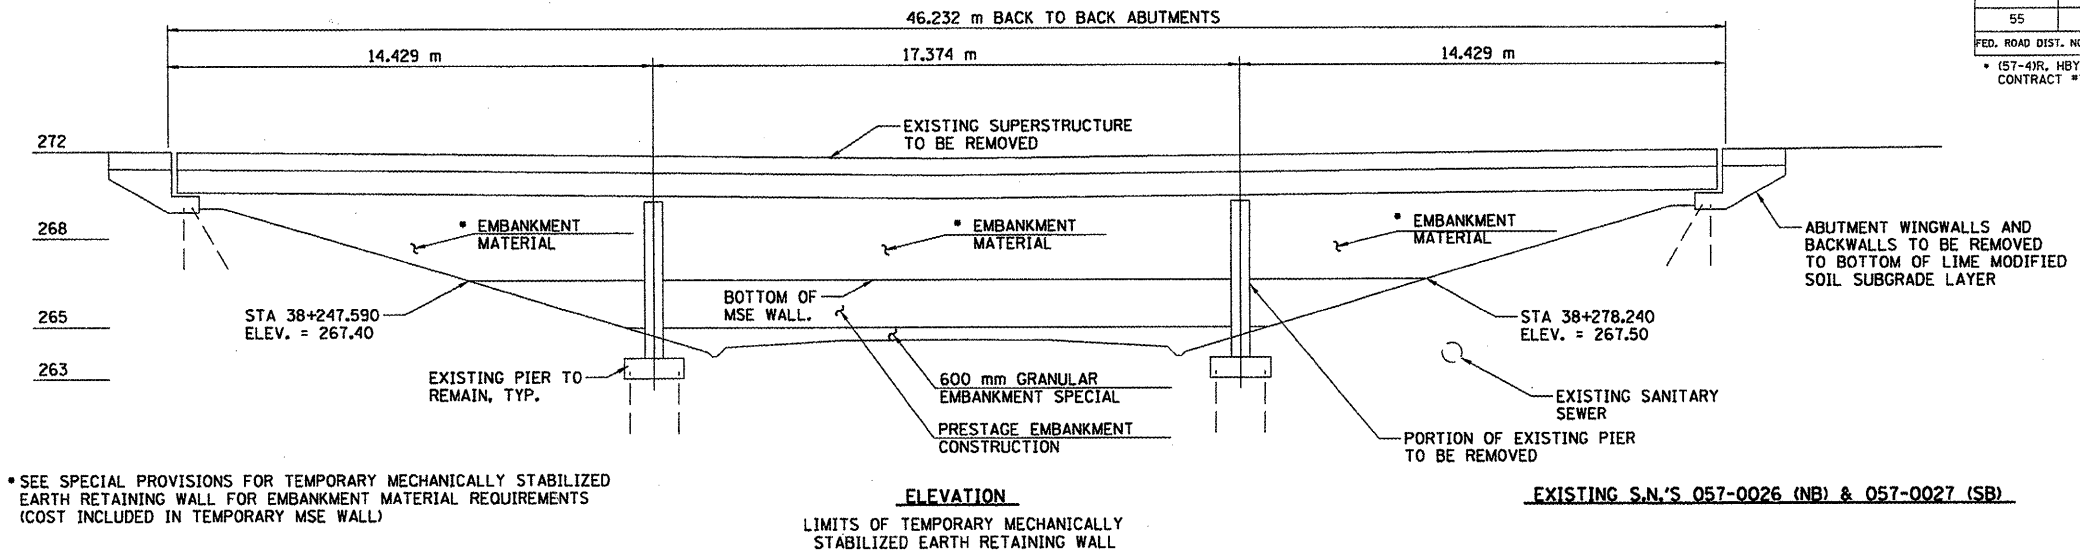 46.232 m BACK TO BACK ABUTMENTS
14.429 m
17.374 m
14.429 m
55
FED. ROAD DIST. NO
* (57-4)R, HBY
CONTRACT #
EXISTING SUPERSTRUCTURE
TO BE REMOVED
272
268
265
263
* EMBANKMENT
MATERIAL
* EMBANKMENT
MATERIAL
* EMBANKMENT
MATERIAL
ABUTMENT WINGWALLS AND
BACKWALLS TO BE REMOVED
TO BOTTOM OF LIME MODIFIED
SOIL SUBGRADE LAYER
STA 38+247.590
ELEV. = 267.40
BOTTOM OF
MSE WALL.
STA 38+278.240
ELEV. = 267.50
EXISTING PIER TO
REMAIN, TYP.
600 mm GRANULAR
EMBANKMENT SPECIAL
PRESTAGE EMBANKMENT
CONSTRUCTION
EXISTING SANITARY
SEWER
PORTION OF EXISTING PIER
TO BE REMOVED
* SEE SPECIAL PROVISIONS FOR TEMPORARY MECHANICALLY STABILIZED
EARTH RETAINING WALL FOR EMBANKMENT MATERIAL REQUIREMENTS
(COST INCLUDED IN TEMPORARY MSE WALL)
ELEVATION
LIMITS OF TEMPORARY MECHANICALLY
STABILIZED EARTH RETAINING WALL
EXISTING S.N.'S 057-0026 (NB) & 057-0027 (SB)